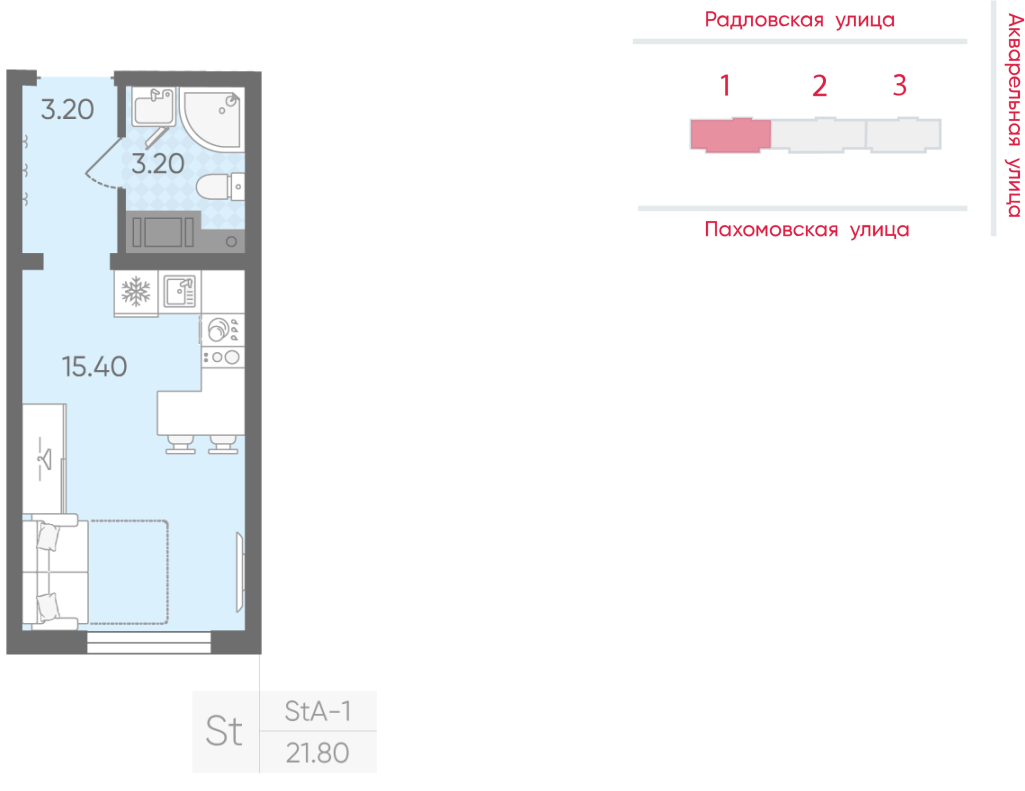 Радловская улица
Акварельная улица
1
2
3
Пахомовская улица
3.20
3.20
15.40
St
StA-1
21.80